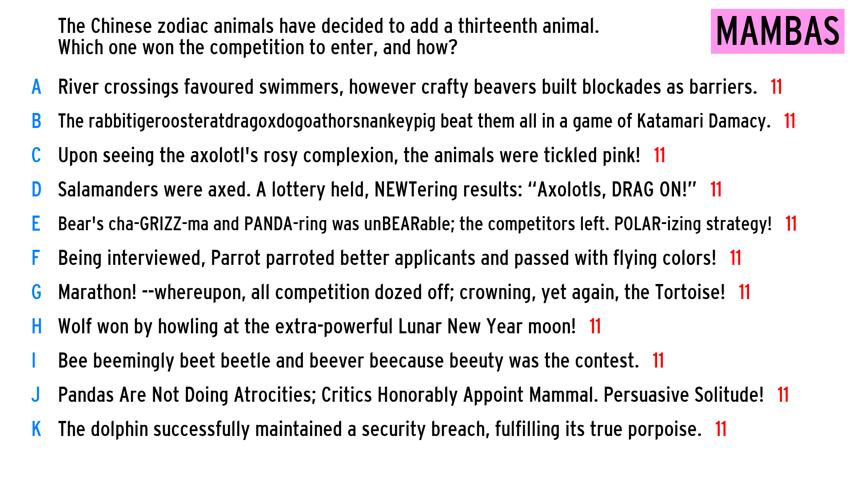 The Chinese zodiac animals have decided to add a thirteenth animal.
Which one won the competition to enter, and how?
MAMBAS
A River crossings favoured swimmers, however crafty beavers built blockades as barriers. 11
B The rabbitigeroosteratdragoxdogoathorsnankeypig beat them all in a game of Katamari Damacy. 11
C Upon seeing the axolotl's rosy complexion, the animals were tickled pink! 11
D Salamanders were axed. A lottery held, NEWTering results: “Axolotls, DRAG ON!” 11
E Bear's cha-GRIZZ-ma and PANDA-ring was unBEARable; the competitors left. POLAR-izing strategy! 11
F Being interviewed, Parrot parroted better applicants and passed with flying colors! 11
G Marathon! --whereupon, all competition dozed off; crowning, yet again, the Tortoise! 11
H Wolf won by howling at the extra-powerful Lunar New Year moon! 11
I Bee beemingly beet beetle and beever beecause beeuty was the contest. 11
J Pandas Are Not Doing Atrocities; Critics Honorably Appoint Mammal. Persuasive Solitude! 11
K The dolphin successfully maintained a security breach, fulfilling its true porpoise. 11